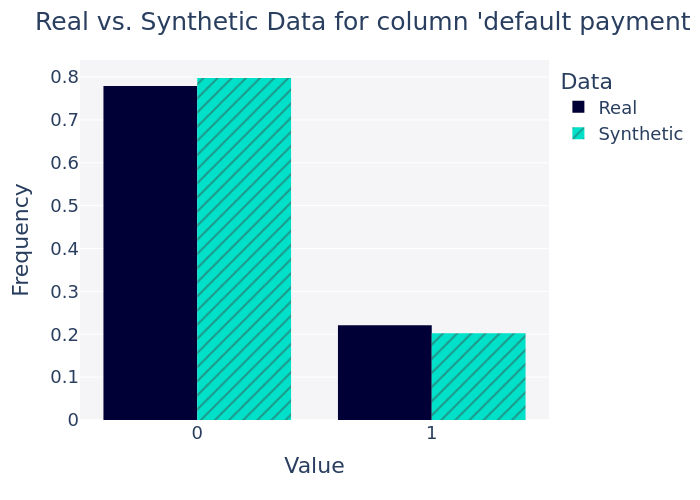 Real vs. Synthetic Data for column 'default payment
0.8
0.7
0.6
0.5
0.4
0.3
0.2
0.1
0
Frequency
0
1
Value
Data
Real
Synthetic